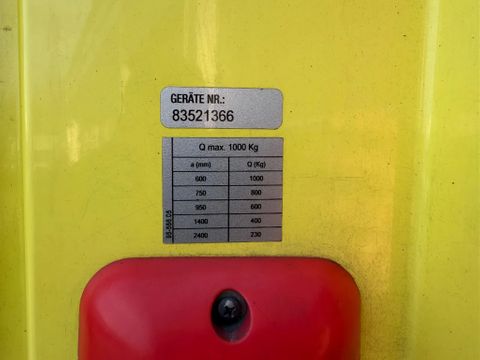 GERÄTE NR.:
83521366
Q max. 1000 Kg
a (mm) Q (Kg)
600 1000
750 800
950 600
1400 400
2400 230